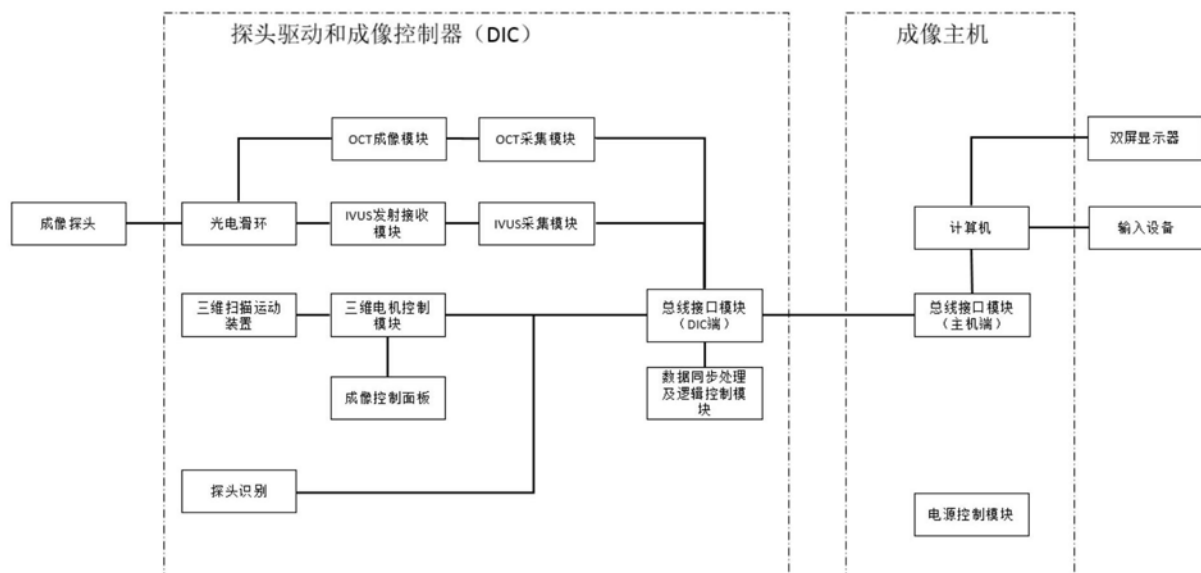 探头驱动和成像控制器（DIC）
成像主机
OCT成像模块
OCT采集模块
双屏显示器
成像探头
光电滑环
IVUS发射接收
模块
IVUS采集模块
计算机
输入设备
三维扫描运动
装置
三维电机控制
模块
总线接口模块
（DIC端）
总线接口模块
（主机端）
成像控制面板
数据同步处理
及逻辑控制模
块
探头识别
电源控制模块